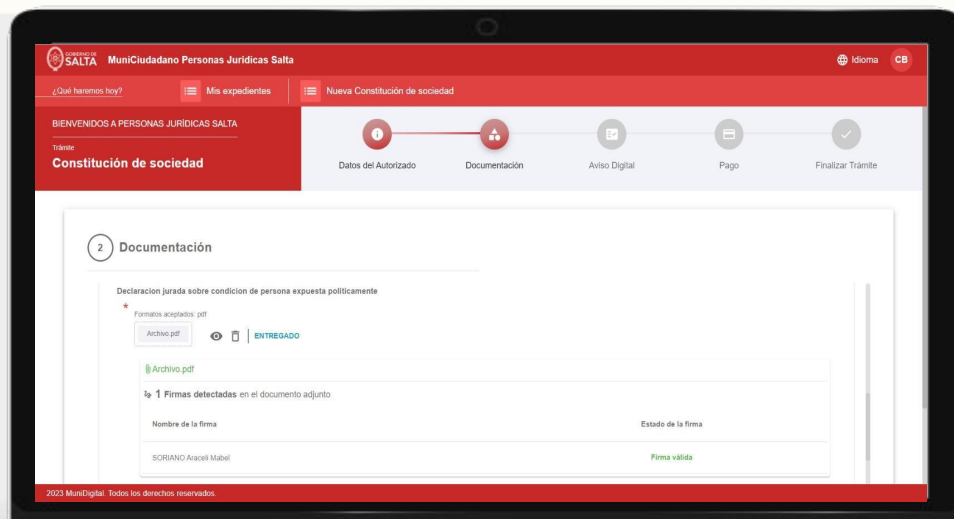 GOBIERNO DE
SALTA
MuniCiudadano Personas Jurídicas Salta
Idioma
CB
¿Qué haremos hoy?
Mis expedientes
Nueva Constitución de sociedad
BIENVENIDOS A PERSONAS JURÍDICAS SALTA
Trámite
Constitución de sociedad
Datos del Autorizado
Documentación
Aviso Digital
Pago
Finalizar Trámite
2 Documentación
Declaracion jurada sobre condicion de persona expuesta politicamente
*
Formatos aceptados: pdf
Archivo.pdf
ENTREGADO
Archivo.pdf
1 Firmas detectadas en el documento adjunto
Nombre de la firma
Estado de la firma
SORIANO Araceli Mabel
Firma válida
2023 MuniDigital. Todos los derechos reservados.